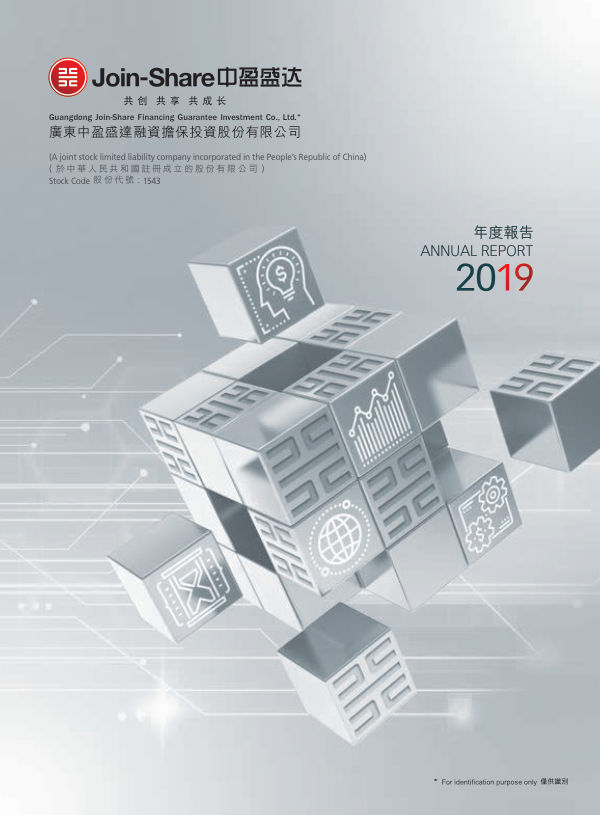 Join-Share中盈盛达
共创 共享 共成长
Guangdong Join-Share Financing Guarantee Investment Co., Ltd.*
廣東中盈盛達融資擔保投資股份有限公司
(A joint stock limited liability company incorporated in the People's Republic of China)
(於中華人民共和國註冊成立的股份有限公司)
Stock Code 股份代號 : 1543
年度報告
ANNUAL REPORT
2019
* For identification purpose only 僅供識別